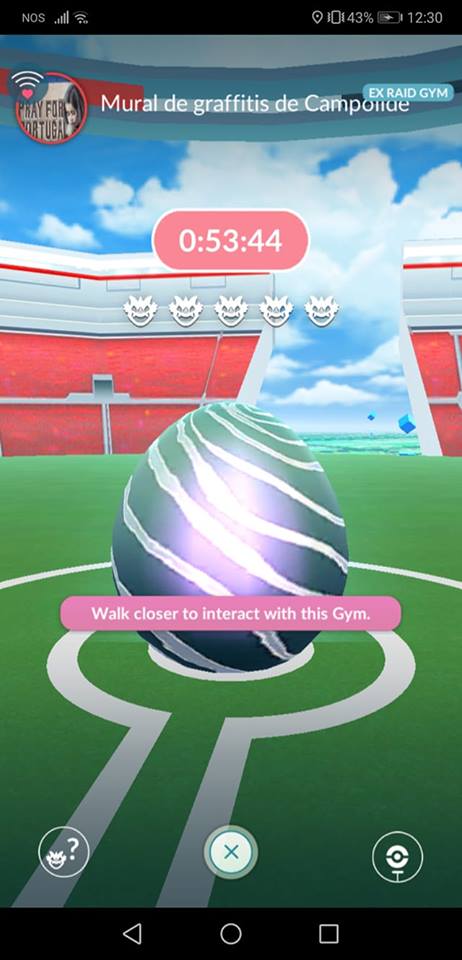 NOS 43% 12:30
EX RAID GYM
PRAY FOR
PORTUGAL
Mural de graffitis de Campolide
0:53:44
Walk closer to interact with this Gym.
?